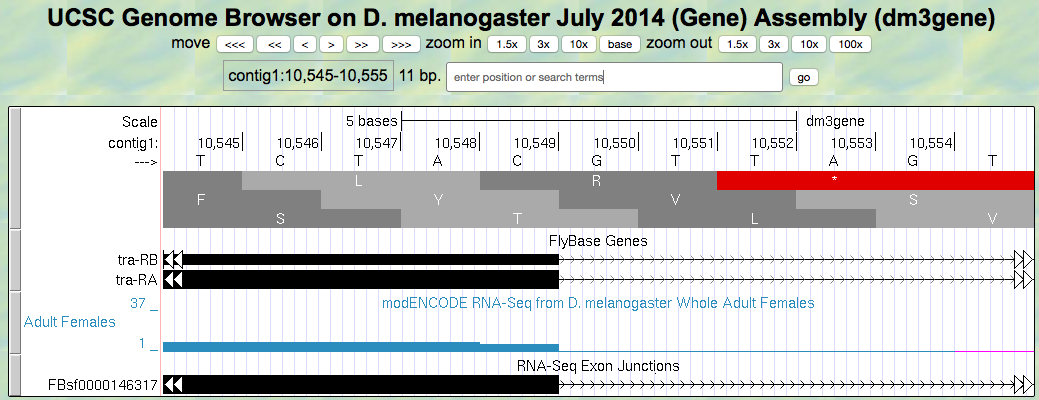 UCSC Genome Browser on D. melanogaster July 2014 (Gene) Assembly (dm3gene)
move <<< << < > >> >>> zoom in 1.5x 3x 10x base zoom out 1.5x 3x 10x 100x
contig1:10,545-10,555 11 bp. enter position or search terms go
Scale 5 bases dm3gene
contig1: 10,545 10,546 10,547 10,548 10,549 10,550 10,551 10,552 10,553 10,554
---> T C T A C G T T A G T
L R *
F Y V S
S T L V
FlyBase Genes
tra-RB
tra-RA
37 _ modENCODE RNA-Seq from D. melanogaster Whole Adult Females
Adult Females
1 _
RNA-Seq Exon Junctions
FBsf0000146317